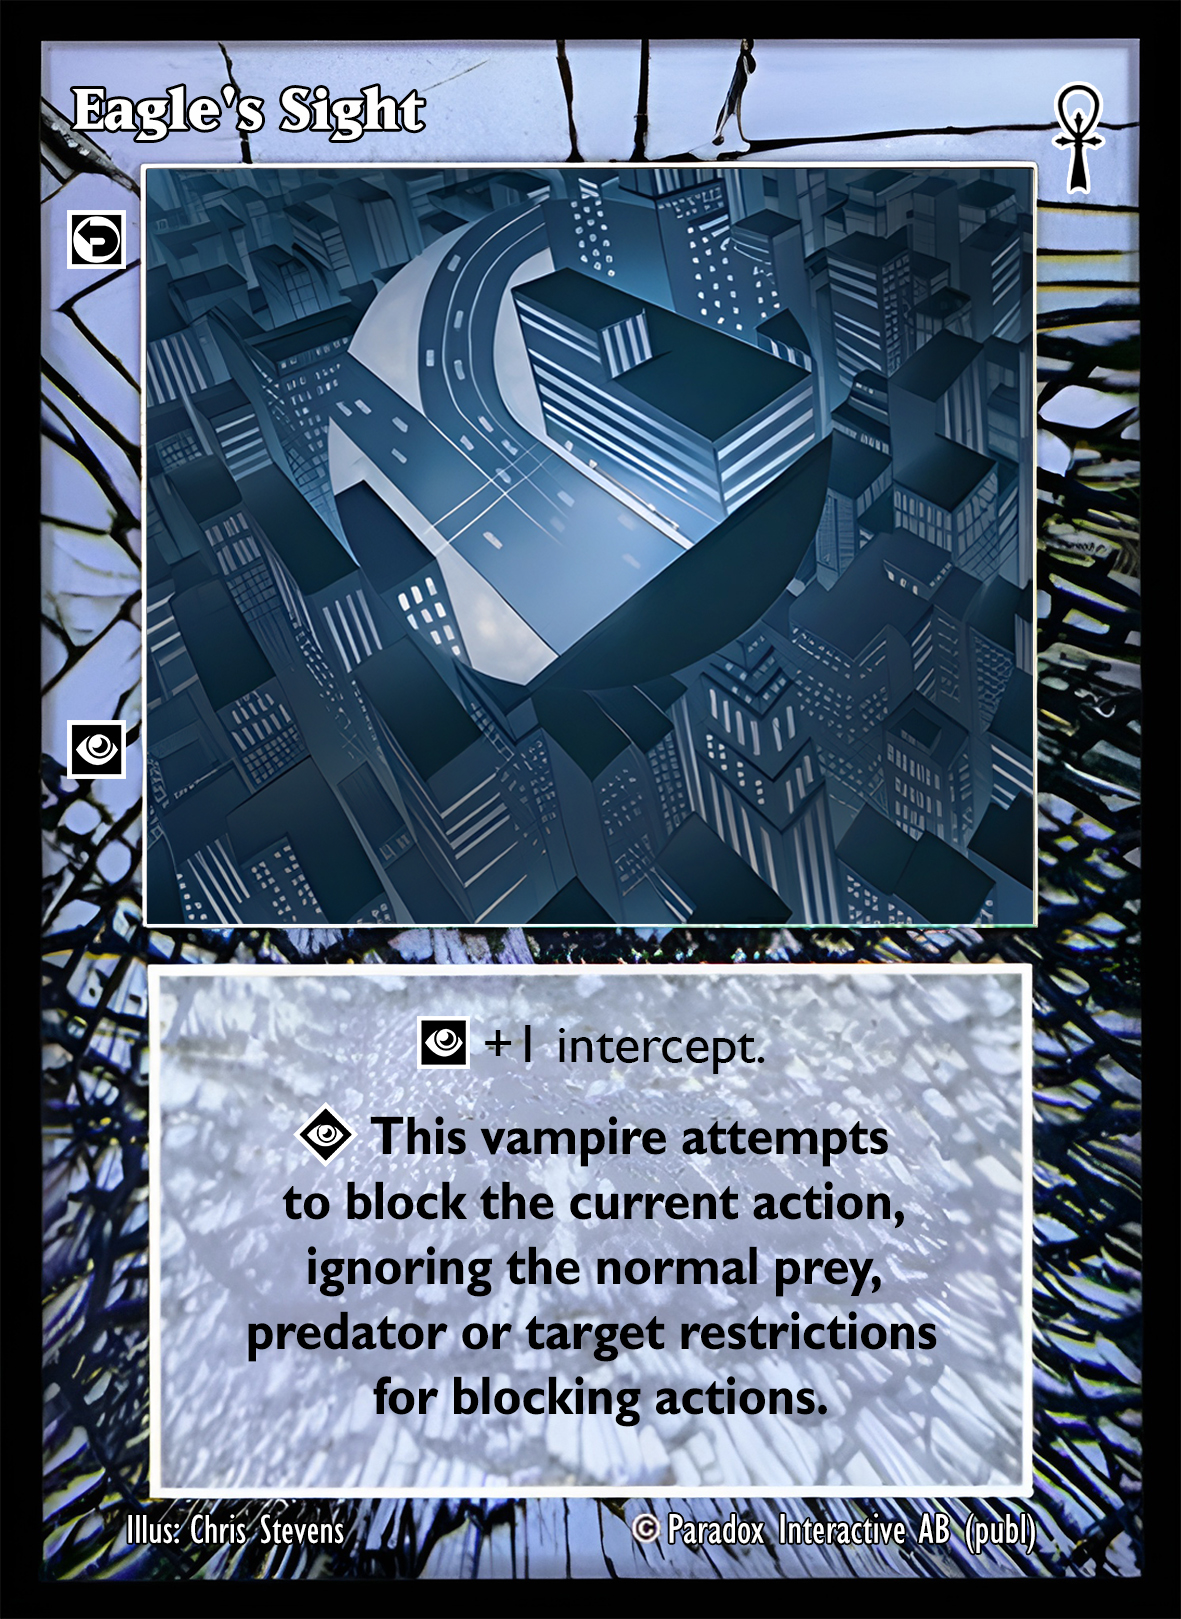 Eagle's Sight
+1 intercept.
This vampire attempts
to block the current action,
ignoring the normal prey,
predator or target restrictions
for blocking actions.
Illus: Chris Stevens
© Paradox Interactive AB (publ)